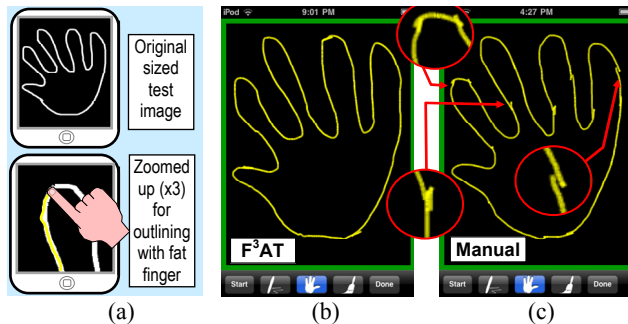 Original
sized
test
image
Zoomed
up (x3)
for
outlining
with fat
finger
(a)
iPod 9:01 PM
F³AT
Start Done
(b)
4:27 PM
Manual
Start Done
(c)